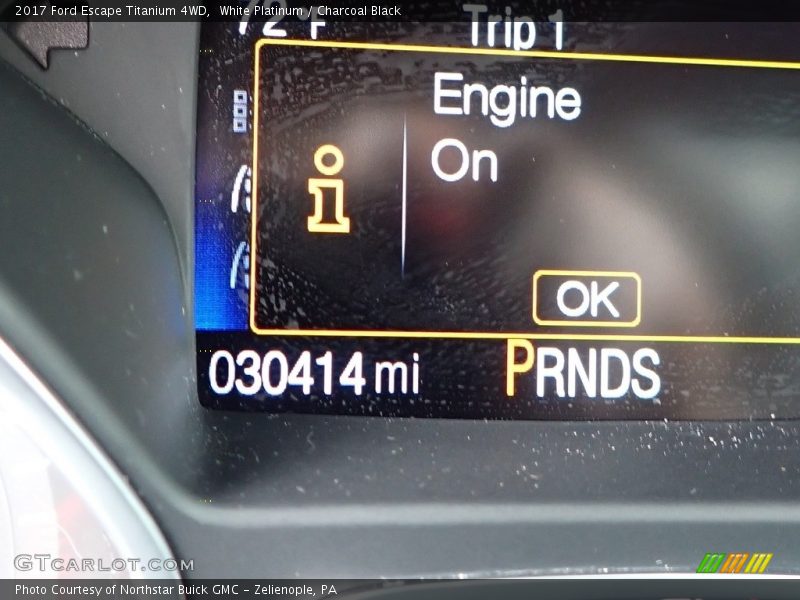 2017 Ford Escape Titanium 4WD, White Platinum / Charcoal Black
72°F Trip 1
Engine
On
i
OK
030414 mi PRNDS
GTCARLOT.COM
Photo Courtesy of Northstar Buick GMC - Zelienople, PA